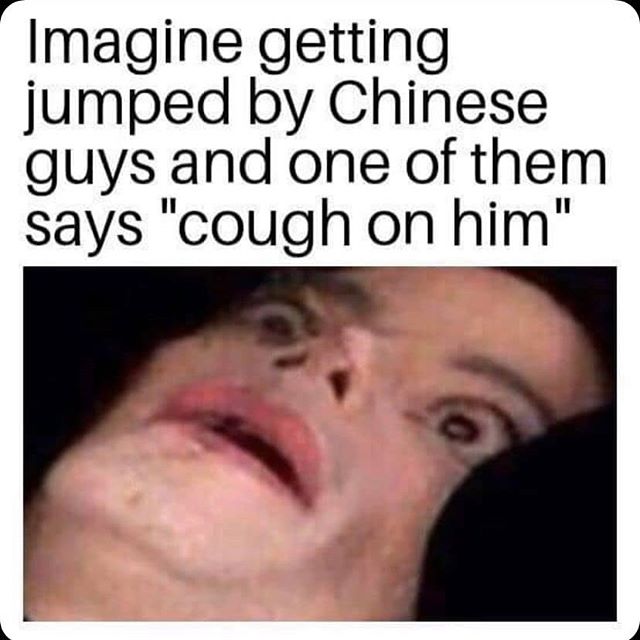 Imagine getting
jumped by Chinese
guys and one of them
says "cough on him"